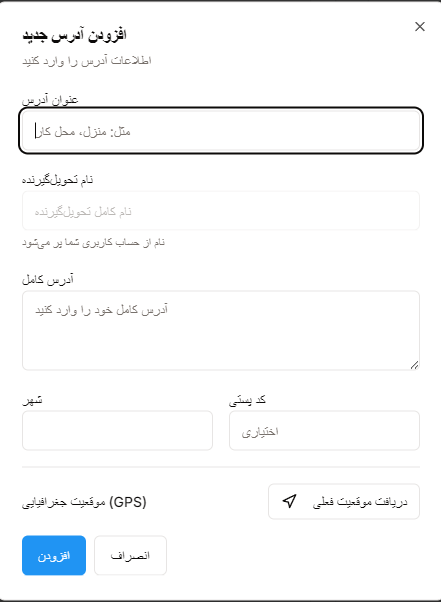 افزودن آدرس جدید
اطلاعات آدرس را وارد کنید
عنوان آدرس
مثل: منزل، محل کار
نام تحویل‌گیرنده
نام کامل تحویل‌گیرنده
نام از حساب کاربری شما پر می‌شود
آدرس کامل
آدرس کامل خود را وارد کنید
شهر
کد پستی
اختیاری
موقعیت جغرافیایی (GPS)
دریافت موقعیت فعلی
افزودن
انصراف